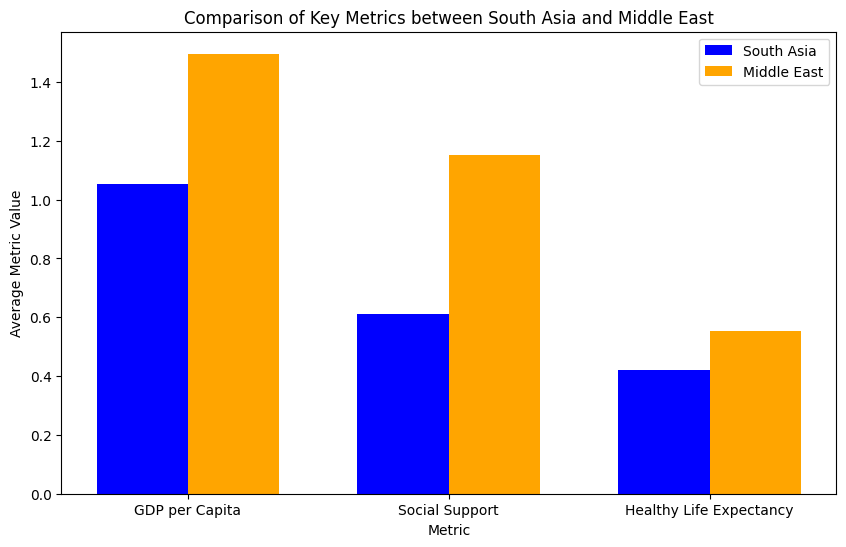 Comparison of Key Metrics between South Asia and Middle East
South Asia
Middle East
Average Metric Value
1.4
1.2
1.0
0.8
0.6
0.4
0.2
0.0
GDP per Capita
Social Support
Healthy Life Expectancy
Metric